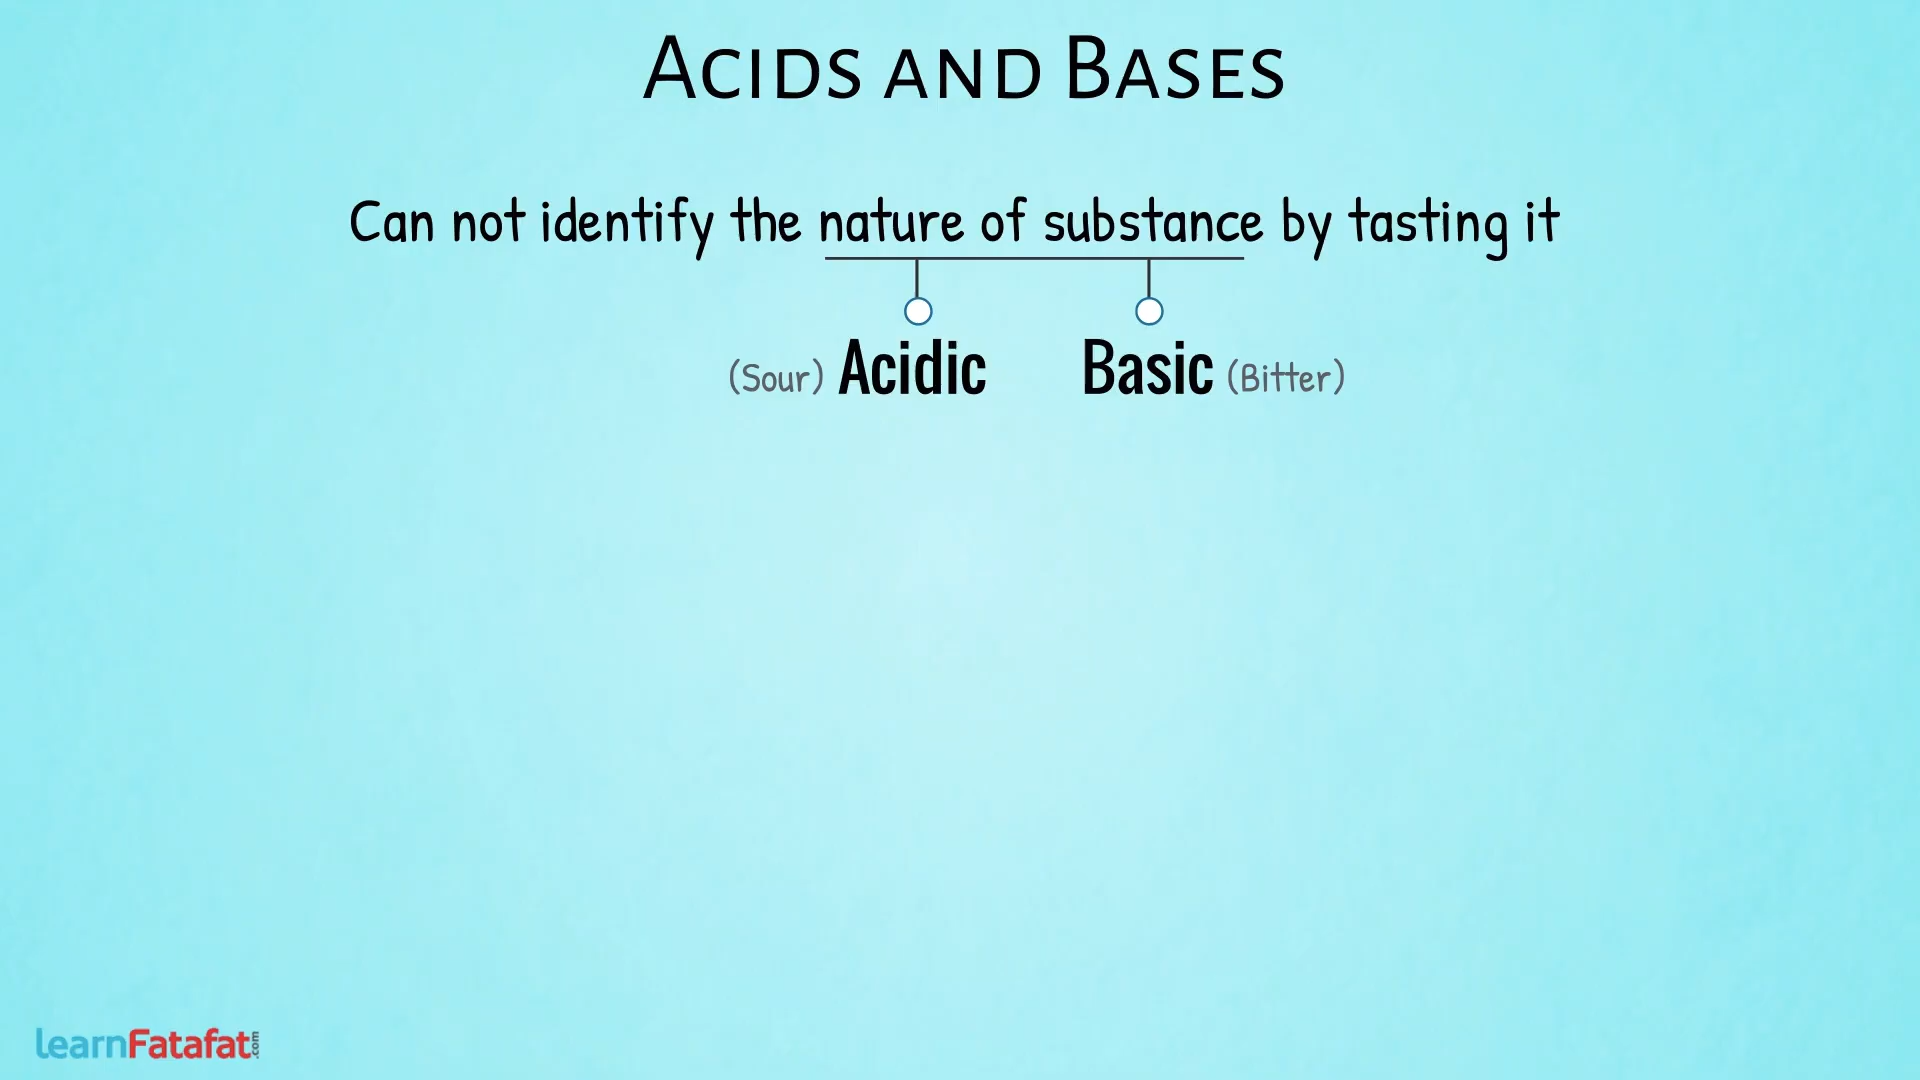 Acids and Bases
Can not identify the nature of substance by tasting it
(Sour) Acidic Basic (Bitter)
learnFatafat.com